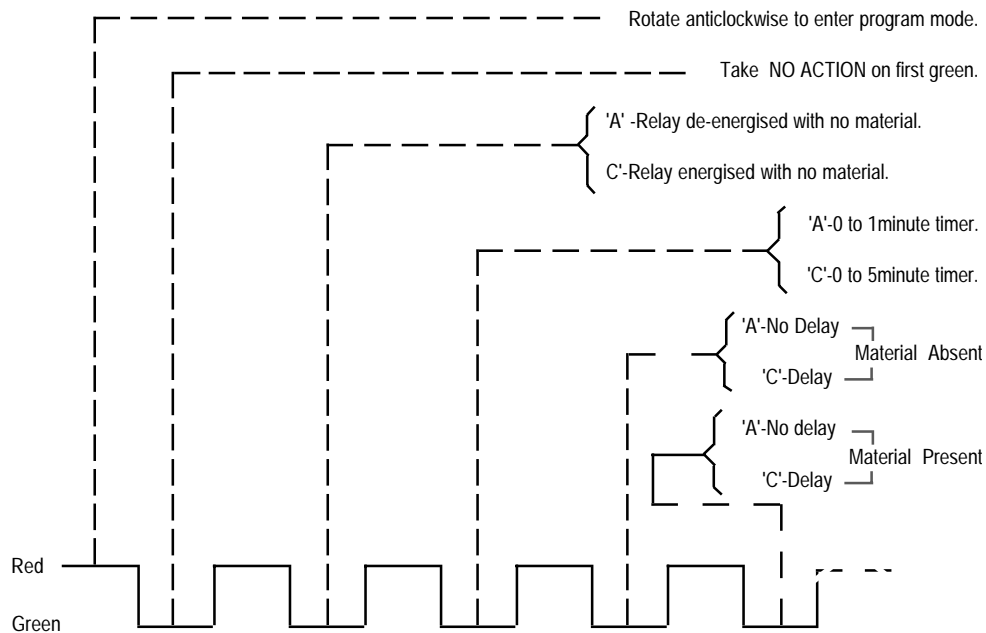 Rotate anticlockwise to enter program mode.
Take NO ACTION on first green.
'A' -Relay de-energised with no material.
C'-Relay energised with no material.
'A'-0 to 1minute timer.
'C'-0 to 5minute timer.
'A'-No Delay
Material Absent
'C'-Delay
'A'-No delay
Material Present
'C'-Delay
Red
Green